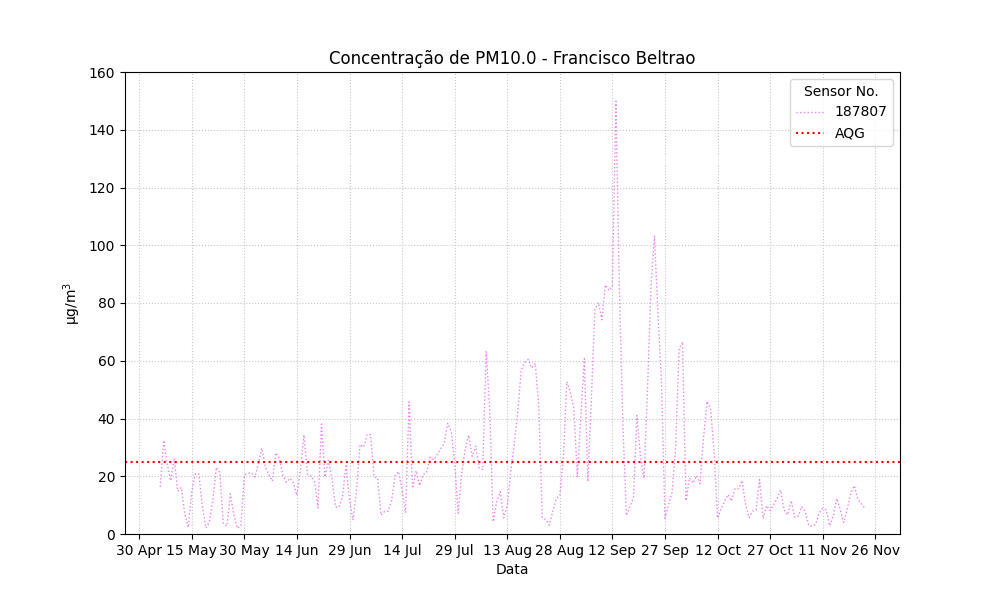 Concentração de PM10.0 - Francisco Beltrao
160
140
120
100
80
60
40
20
0
µg/m³
Sensor No.
187807
AQG
30 Apr 15 May 30 May 14 Jun 29 Jun 14 Jul 29 Jul 13 Aug 28 Aug 12 Sep 27 Sep 12 Oct 27 Oct 11 Nov 26 Nov
Data